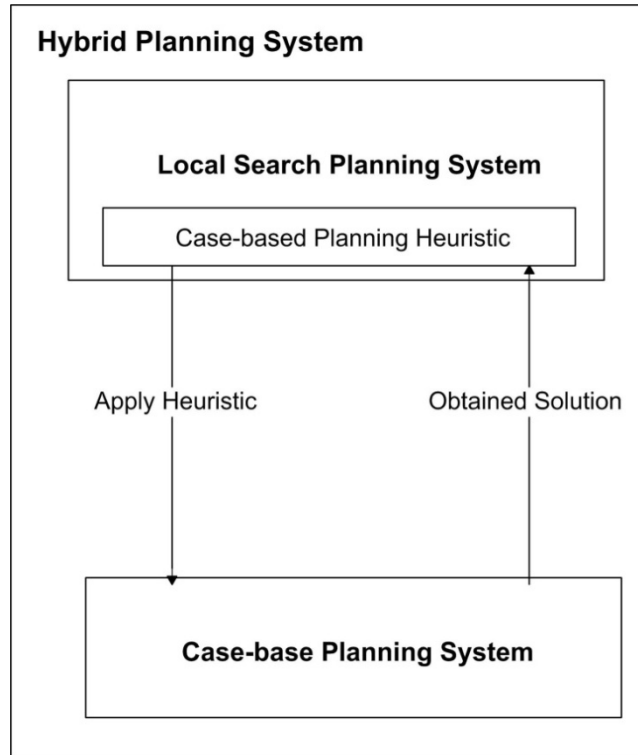 Hybrid Planning System
Local Search Planning System
Case-based Planning Heuristic
Apply Heuristic
Obtained Solution
Case-base Planning System